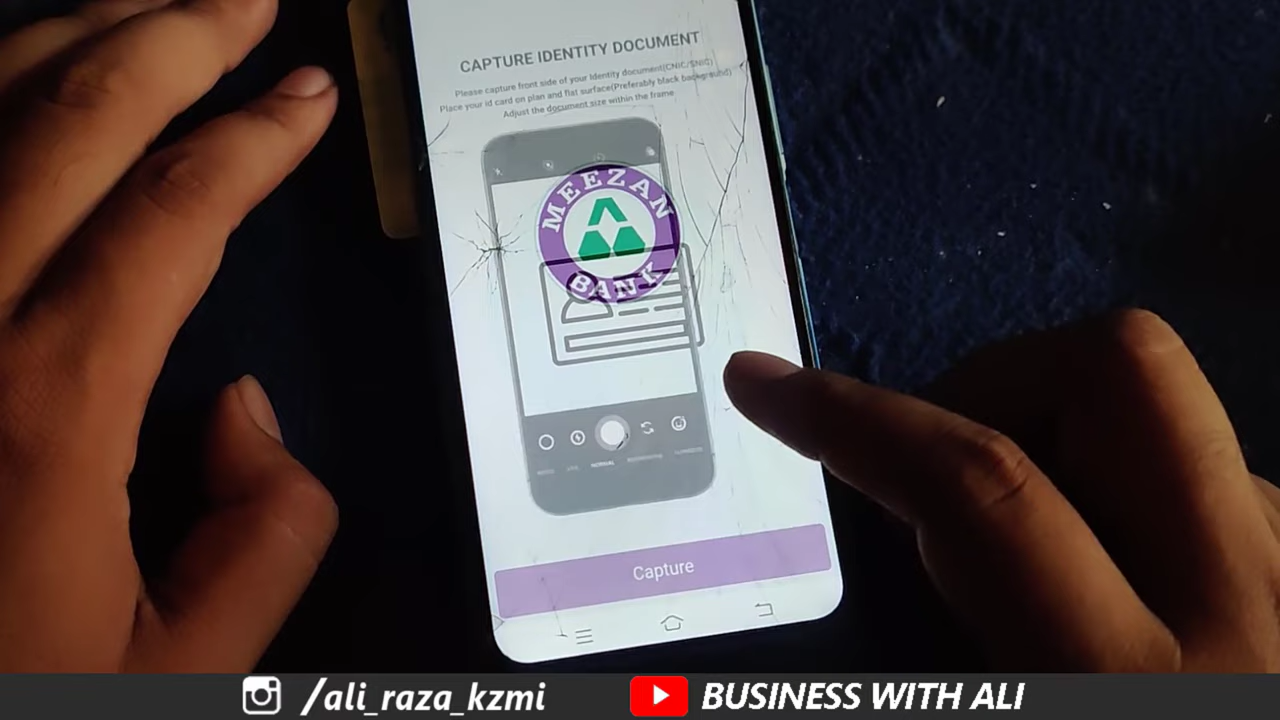 CAPTURE IDENTITY DOCUMENT
Please capture front side of your Identity document(CNIC/SNIC)
Place your id card on plan and flat surface(Preferably black background)
Adjust the document size within the frame
MEEZAN
BANK
NORMAL
Capture
/ali_raza_kzmi
BUSINESS WITH ALI